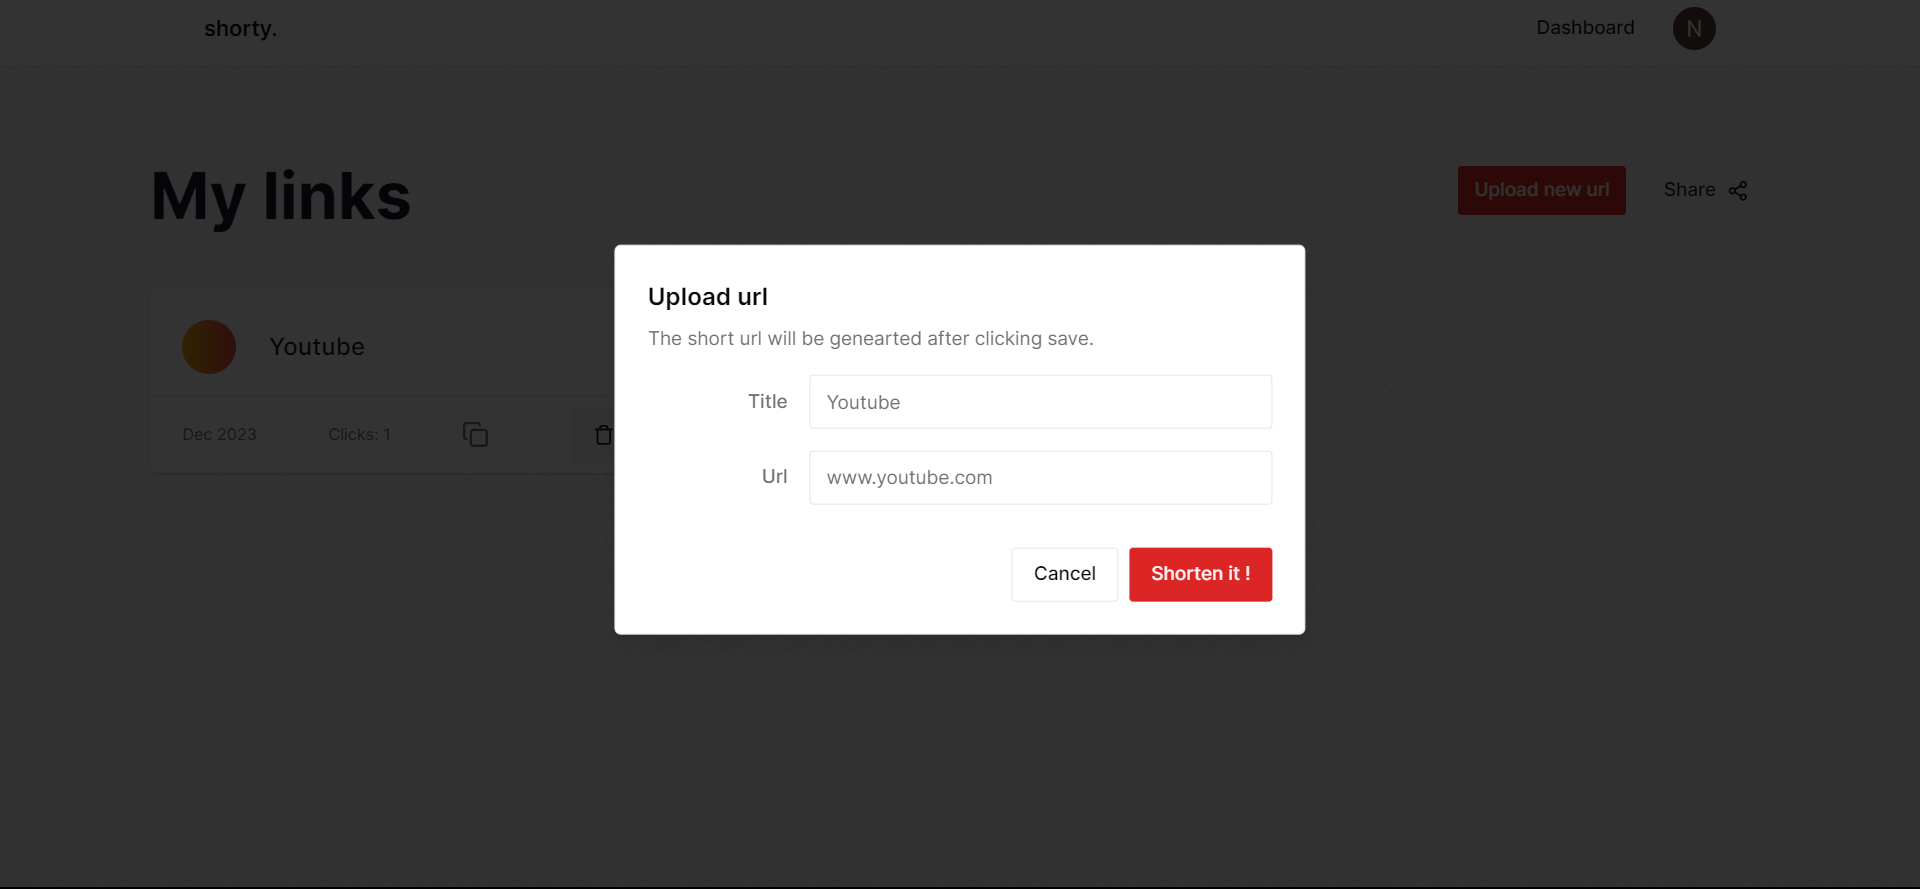 shorty.
Dashboard
N
My links
Upload new url
Share
Youtube
Dec 2023
Clicks: 1
Upload url
The short url will be genearted after clicking save.
Title
Youtube
Url
www.youtube.com
Cancel
Shorten it !